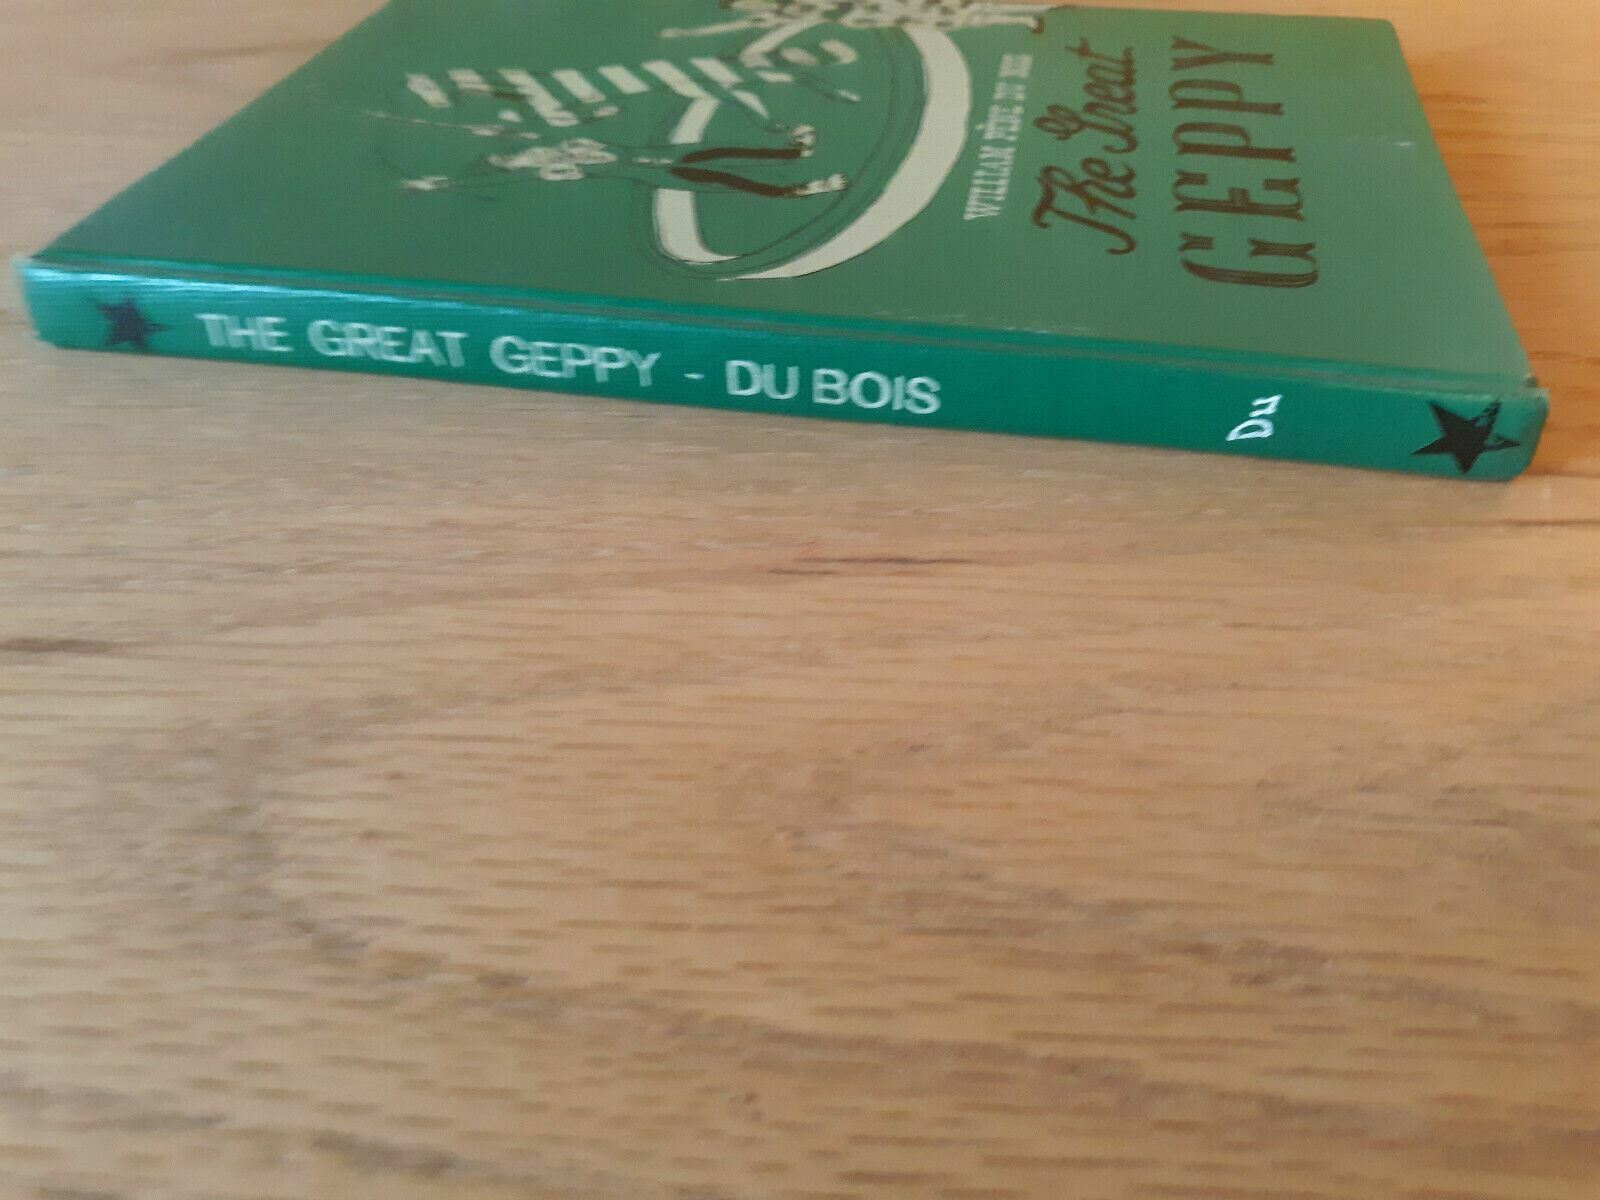 WILLIAM PÈNE DU BOIS
The Great
GEPPY
THE GREAT GEPPY - DU BOIS
Du